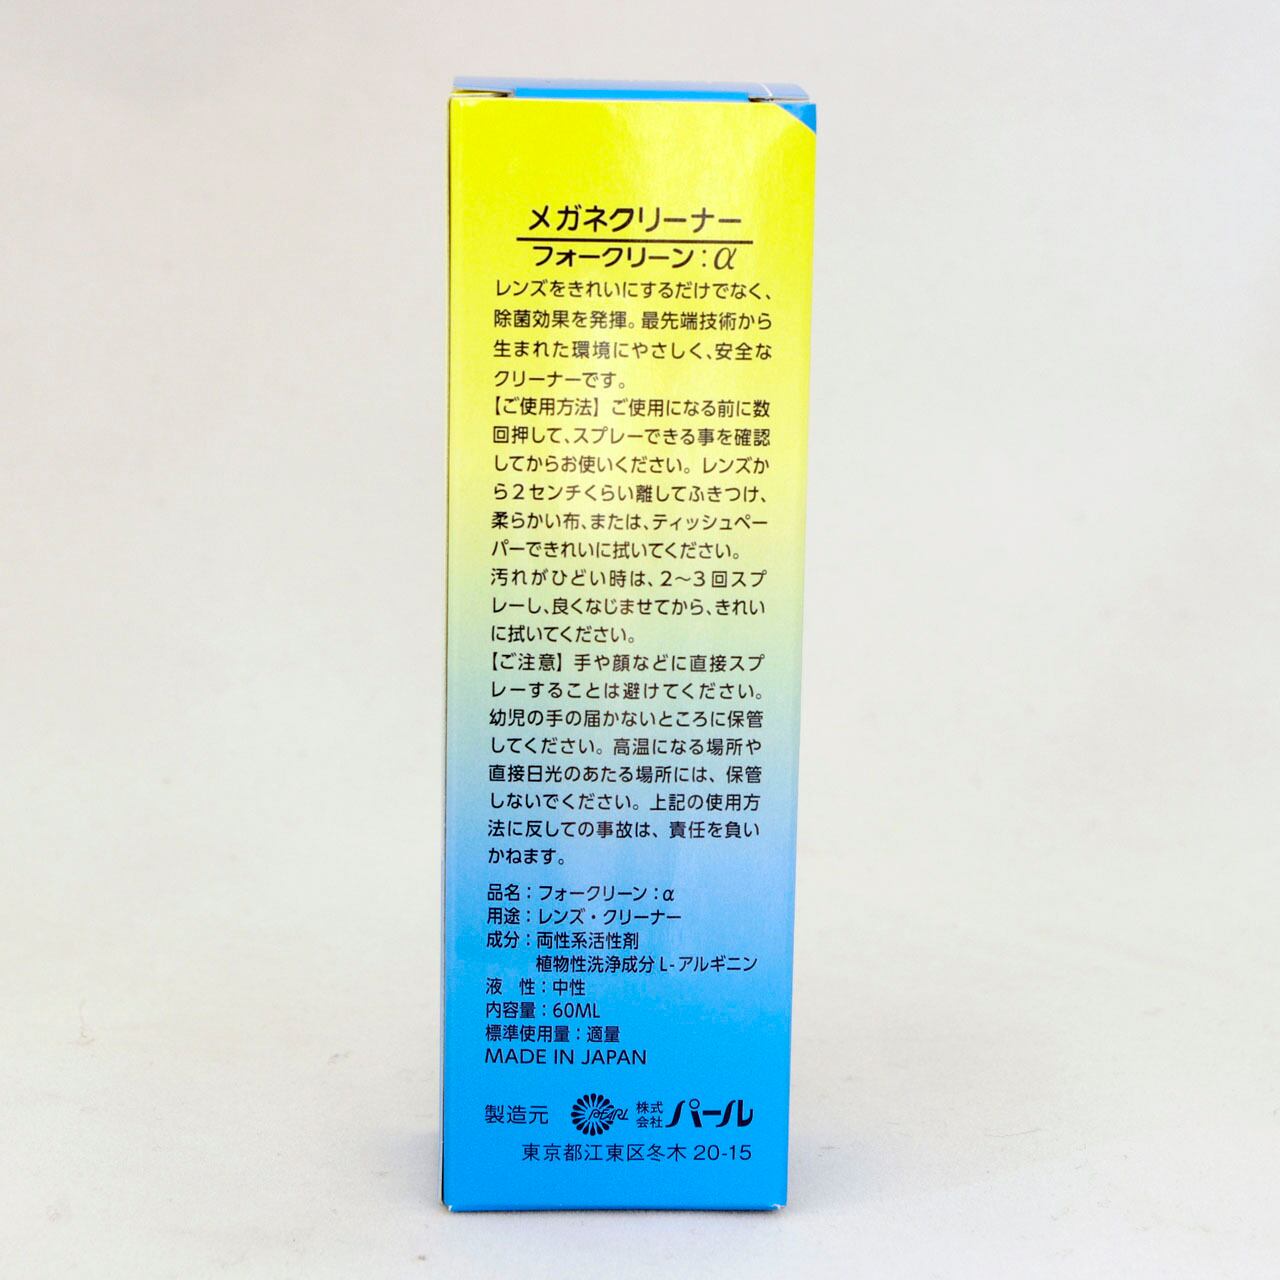 メガネクリーナー
フォークリーン:α
レンズをきれいにするだけでなく、
除菌効果を発揮。最先端技術から
生まれた環境にやさしく、安全な
クリーナーです。
【ご使用方法】ご使用になる前に数
回押して、スプレーできる事を確認
してからお使いください。レンズか
ら2センチくらい離してふきつけ、
柔らかい布、または、ティッシュペー
パーできれいに拭いてください。
汚れがひどい時は、2〜3回スプ
レーし、良くなじませてから、きれい
に拭いてください。
【ご注意】手や顔などに直接スプ
レーすることは避けてください。
幼児の手の届かないところに保管
してください。高温になる場所や
直接日光のあたる場所には、保管
しないでください。上記の使用方
法に反しての事故は、責任を負い
かねます。
品名:フォークリーン:α
用途:レンズ・クリーナー
成分:両性系活性剤
植物性洗浄成分L-アルギニン
液　性:中性
内容量:60ML
標準使用量:適量
MADE IN JAPAN
製造元 PEARL 株式会社 パール
東京都江東区冬木20-15